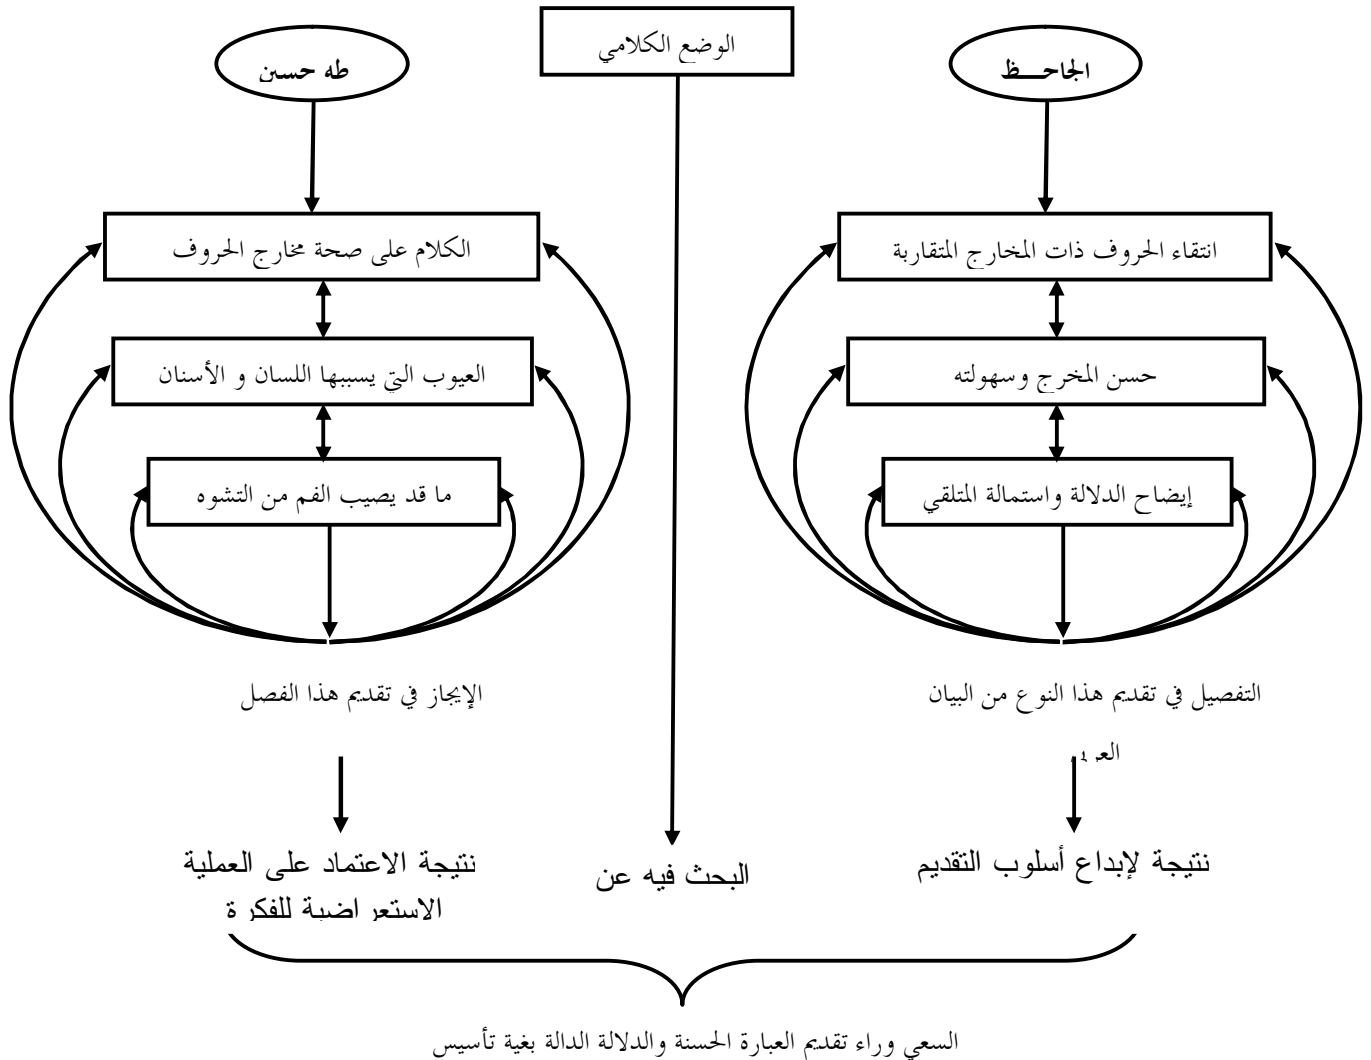 الوضع الكلامي
الجاحــــظ
طه حسين
انتقاء الحروف ذات المخارج المتقاربة
الكلام على صحة مخارج الحروف
حسن المخرج وسهولته
العيوب التي يسببها اللسان و الأسنان
إيضاح الدلالة واستمالة المتلقي
ما قد يصيب الفم من التشوه
التفصيل في تقديم هذا النوع من البيان
الإيجاز في تقديم هذا الفصل
نتيجة لإبداع أسلوب التقديم
البحث فيه عن
نتيجة الاعتماد على العملية
الاستعراضية للفكرة
السعي وراء تقديم العبارة الحسنة والدلالة الدالة بغية تأسيس